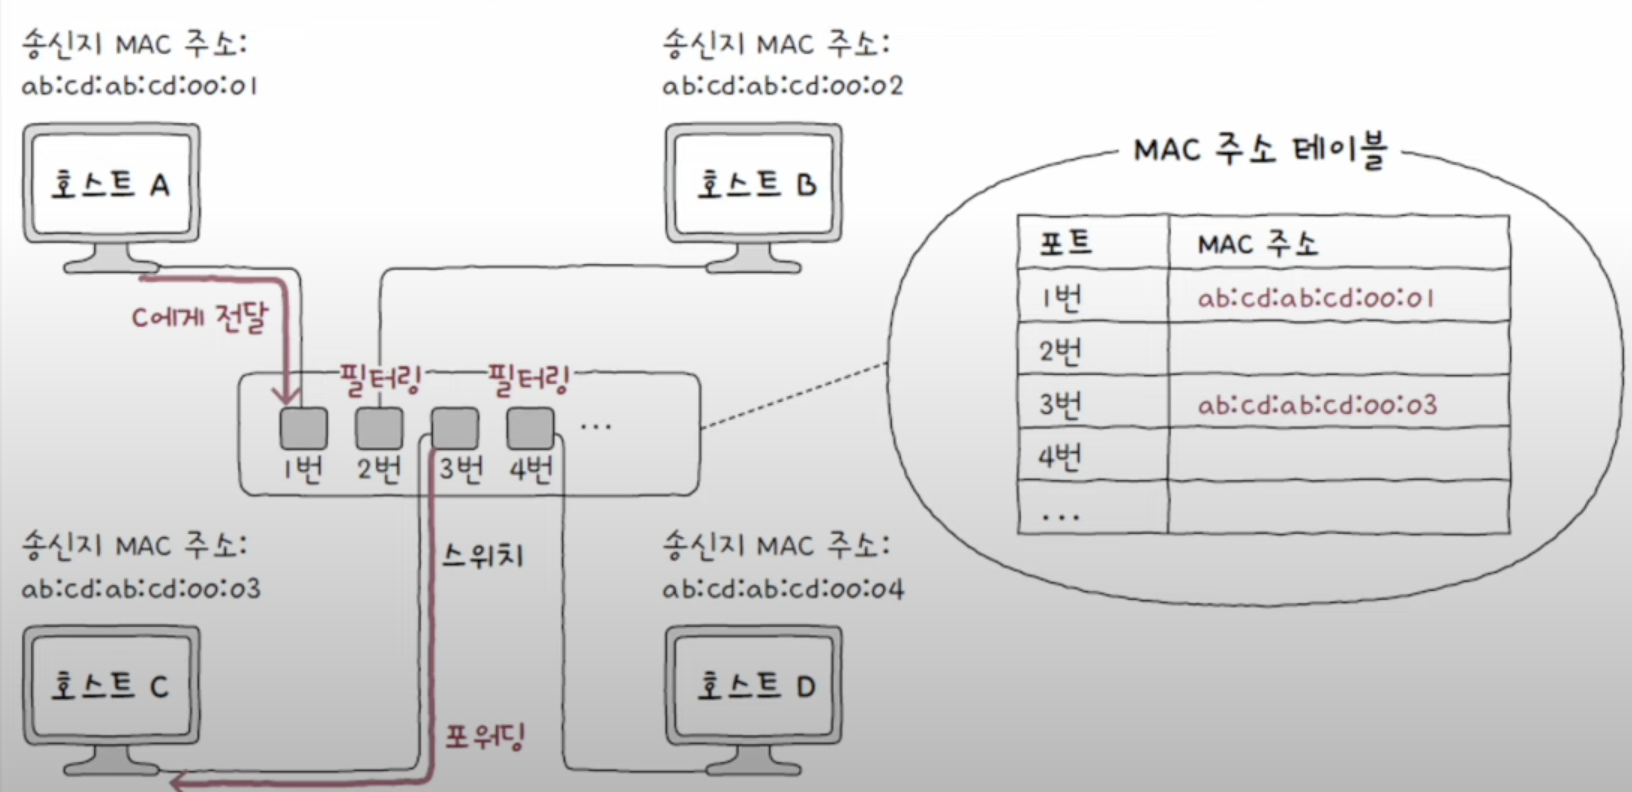 송신지 MAC 주소:
ab:cd:ab:cd:00:01
호스트 A
송신지 MAC 주소:
ab:cd:ab:cd:00:02
호스트 B
C에게 전달
필터링
필터링
1번
2번
3번
4번
...
스위치
송신지 MAC 주소:
ab:cd:ab:cd:00:03
호스트 C
포워딩
송신지 MAC 주소:
ab:cd:ab:cd:00:04
호스트 D
MAC 주소 테이블
포트 MAC 주소
1번 ab:cd:ab:cd:00:01
2번
3번 ab:cd:ab:cd:00:03
4번
...